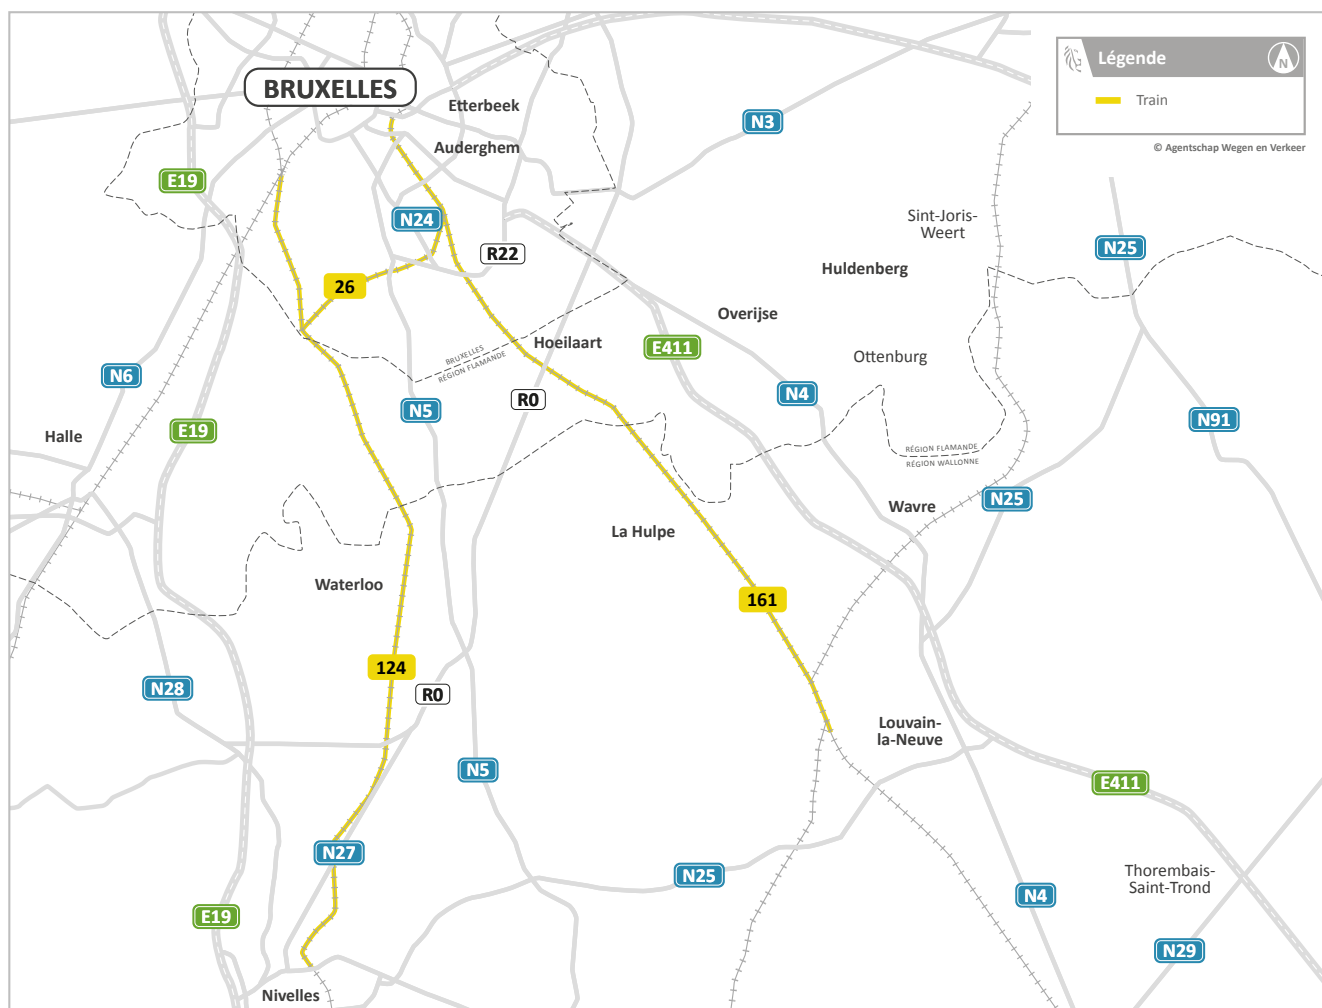 BRUXELLES
Légende
N
Train
© Agentschap Wegen en Verkeer
Etterbeek
N3
Auderghem
E19
N24
Sint-Joris-
Weert
R22
N25
Huldenberg
26
Overijse
Hoeilaart
BRUXELLES
RÉGION FLAMANDE
E411
Ottenburg
N6
N4
R0
N5
N91
E19
Halle
RÉGION FLAMANDE
RÉGION WALLONNE
N25
Wavre
La Hulpe
Waterloo
161
124
N28
R0
Louvain-
la-Neuve
N5
E411
N27
N25
Thorembais-
Saint-Trond
N4
E19
N29
Nivelles